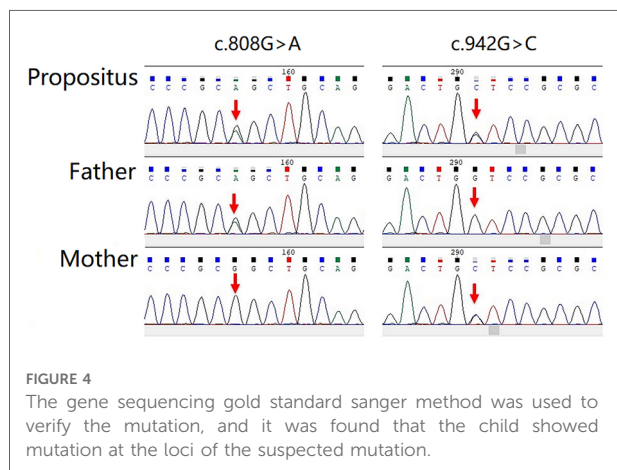 c.808G>A c.942G>C
Propositus
160 290
C C C G C A G C T G C A G G A C T G C T C C G C G C
Father
160 290
C C C G C A G C T G C A G G A C T G G T C C G C G C
Mother
160 290
C C C G C G G C T G C A G G A C T G C T C C G C G C
FIGURE 4
The gene sequencing gold standard sanger method was used to
verify the mutation, and it was found that the child showed
mutation at the loci of the suspected mutation.